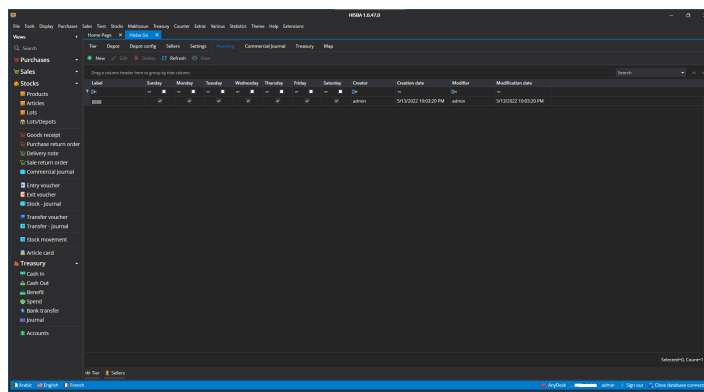 HISBA 1.0.47.0
File Tools Display Purchases Sales Tiers Stocks Makhzoun Treasury Counter Extras Various Statistics Theme Help Extensions
Views
Home Page
Hisba Go
Search
Tier Depot Depot config Sellers Settings Planning Commercial Journal Treasury Map
New Edit Delete Refresh View
Purchases
Drag a column header here to group by that column
Search
Sales
Label Sunday Monday Tuesday Wednesday Thursday Friday Saturday Creator Creation date Modifier Modification date
Stocks
Products
Articles
admin 5/13/2022 10:03:20 PM admin 5/13/2022 10:03:20 PM
Lots
Lots/Depots
Goods receipt
Purchase return order
Delivery note
Sale return order
Commercial Journal
Entry voucher
Exit voucher
Stock - Journal
Transfer voucher
Transfer - Journal
Stock movement
Article card
Treasury
Cash In
Cash Out
Benefit
Spend
Bank transfer
Journal
Accounts
Selected=0, Count=1
Tier Sellers
Arabic English French
AnyDesk admin Sign out Close database connect